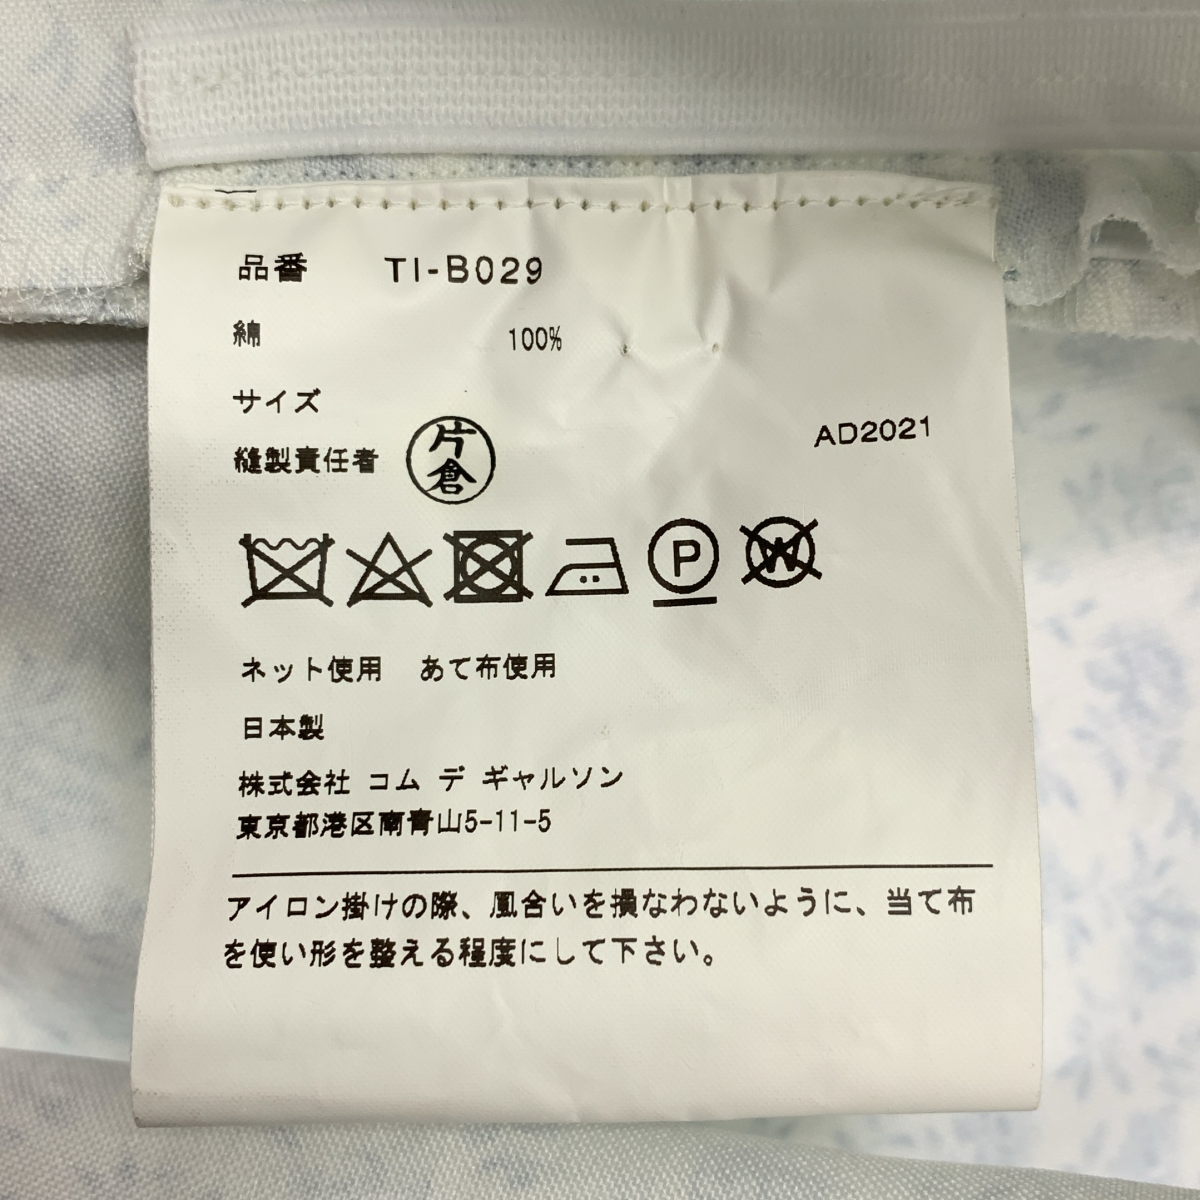 品番 TI-B029
綿 100%
サイズ
縫製責任者 片倉 AD2021
P W
ネット使用 あて布使用
日本製
株式会社 コム デ ギャルソン
東京都港区南青山5-11-5
アイロン掛けの際、風合いを損なわないように、当て布
を使い形を整える程度にして下さい。